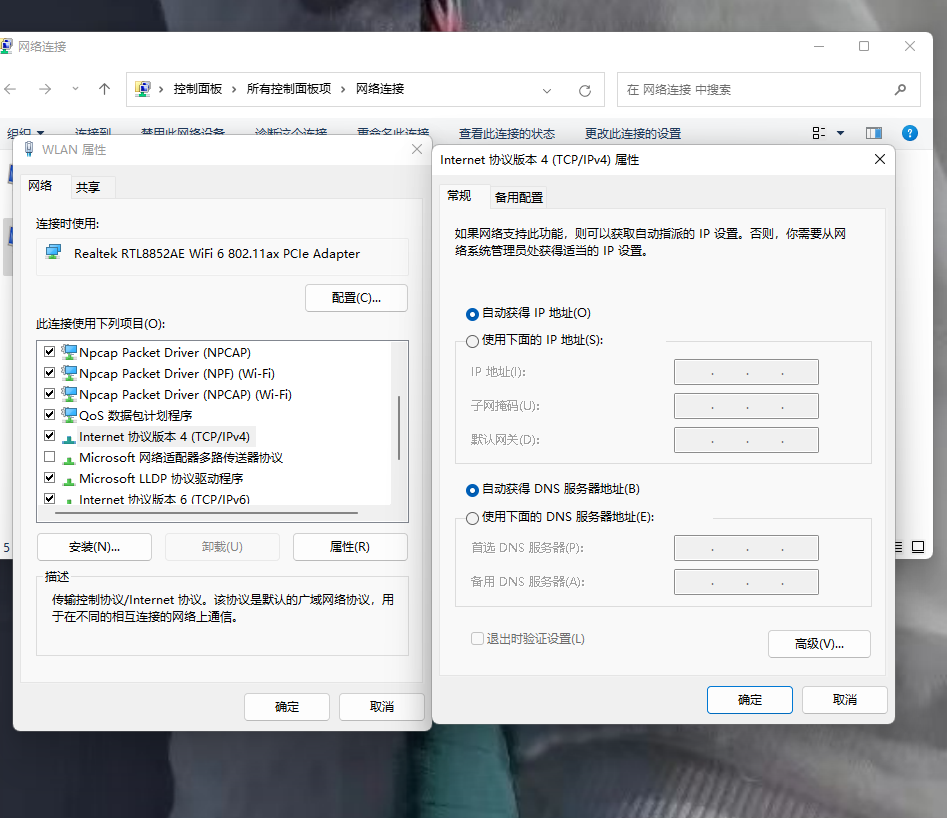 网络连接
控制面板 › 所有控制面板项 › 网络连接
在 网络连接 中搜索
组织 连接到 禁用此网络设备 诊断这个连接 重命名此连接 查看此连接的状态 更改此连接的设置
WLAN 属性
网络 共享
连接时使用:
Realtek RTL8852AE WiFi 6 802.11ax PCIe Adapter
配置(C)...
此连接使用下列项目(O):
Npcap Packet Driver (NPCAP)
Npcap Packet Driver (NPF) (Wi-Fi)
Npcap Packet Driver (NPCAP) (Wi-Fi)
QoS 数据包计划程序
Internet 协议版本 4 (TCP/IPv4)
Microsoft 网络适配器多路传送器协议
Microsoft LLDP 协议驱动程序
Internet 协议版本 6 (TCP/IPv6)
安装(N)... 卸载(U) 属性(R)
描述
传输控制协议/Internet 协议。该协议是默认的广域网络协议，用
于在不同的相互连接的网络上通信。
确定 取消
5
Internet 协议版本 4 (TCP/IPv4) 属性
常规 备用配置
如果网络支持此功能，则可以获取自动指派的 IP 设置。否则，你需要从网
络系统管理员处获得适当的 IP 设置。
自动获得 IP 地址(O)
使用下面的 IP 地址(S):
IP 地址(I):
子网掩码(U):
默认网关(D):
自动获得 DNS 服务器地址(B)
使用下面的 DNS 服务器地址(E):
首选 DNS 服务器(P):
备用 DNS 服务器(A):
退出时验证设置(L)
高级(V)...
确定 取消